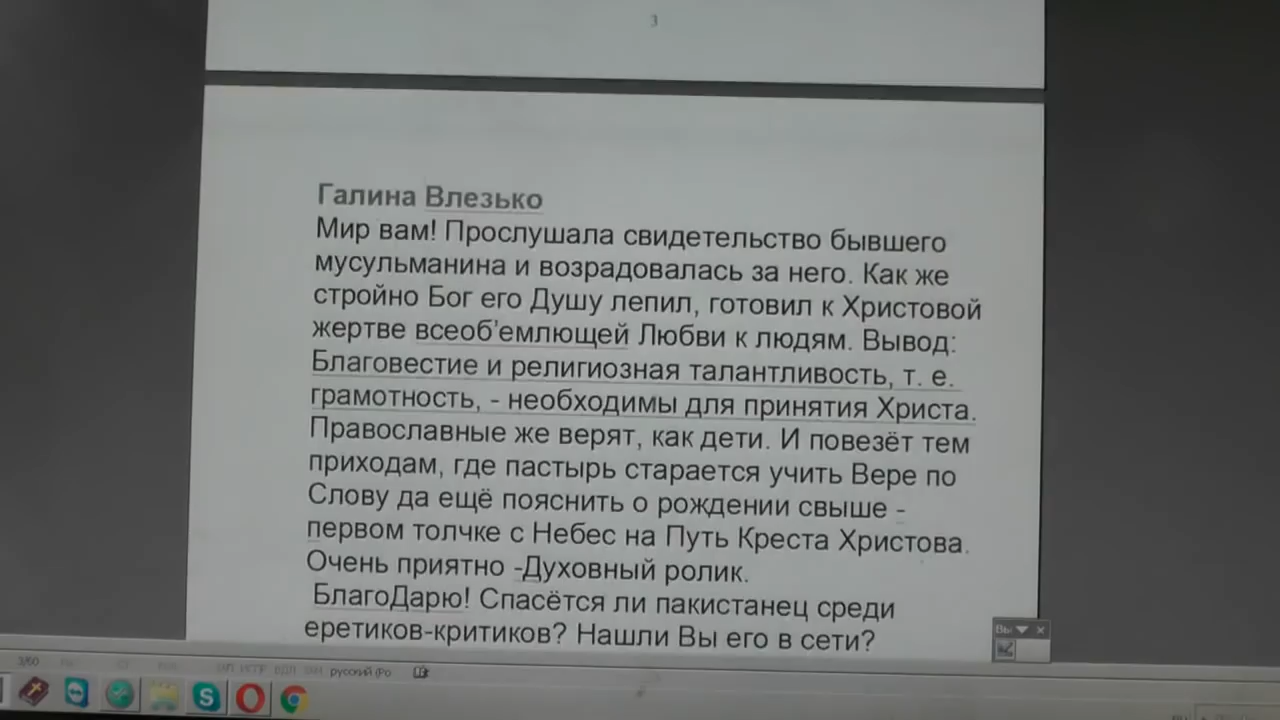 3
Галина Влезько
Мир вам! Прослушала свидетельство бывшего
мусульманина и возрадовалась за него. Как же
стройно Бог его Душу лепил, готовил к Христовой
жертве всеоб'емлющей Любви к людям. Вывод:
Благовестие и религиозная талантливость, т. е.
грамотность, - необходимы для принятия Христа.
Православные же верят, как дети. И повезёт тем
приходам, где пастырь старается учить Вере по
Слову да ещё пояснить о рождении свыше -
первом толчке с Небес на Путь Креста Христова.
Очень приятно -Духовный ролик.
БлагоДарю! Спасётся ли пакистанец среди
еретиков-критиков? Нашли Вы его в сети?
3/60 русский (Ро